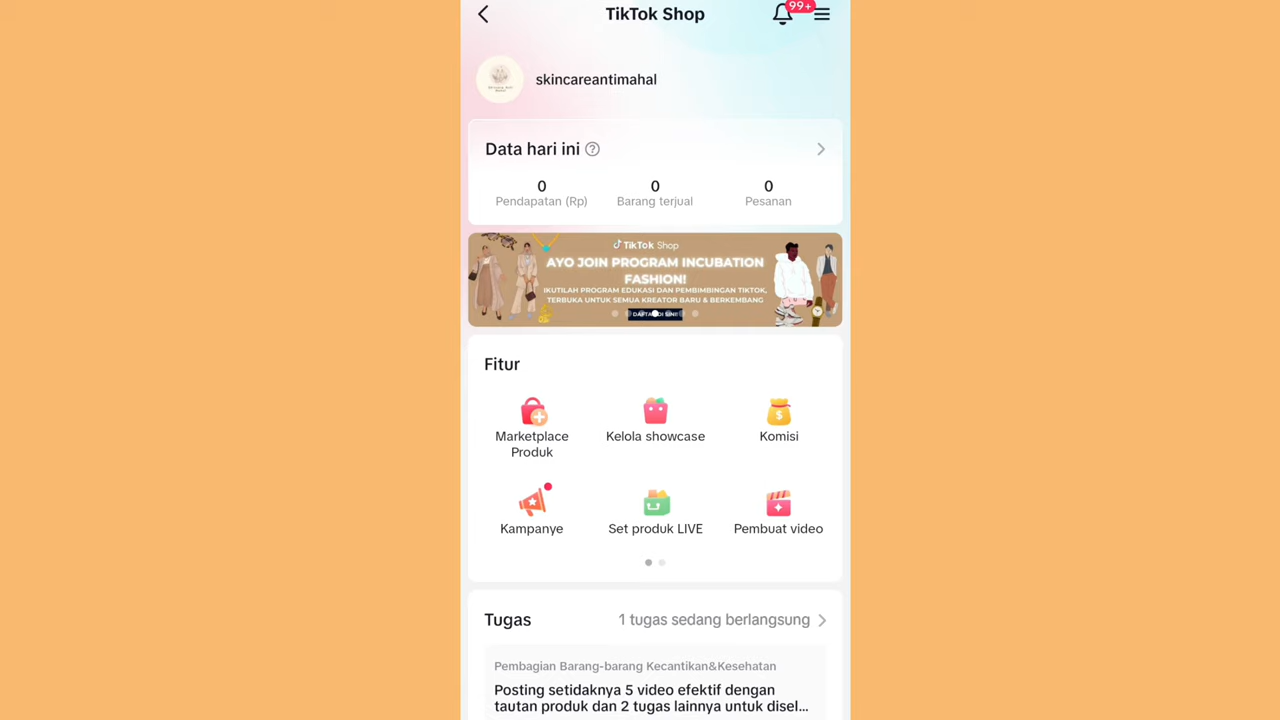 TikTok Shop
99+
skincareantimahal
Data hari ini
0
0
0
Pendapatan (Rp)
Barang terjual
Pesanan
TikTok Shop
AYO JOIN PROGRAM INCUBATION
FASHION!
IKUTILAH PROGRAM EDUKASI DAN PEMBIMBINGAN TIKTOK,
TERBUKA UNTUK SEMUA KREATOR BARU & BERKEMBANG
Fitur
Marketplace
Produk
Kelola showcase
Komisi
Kampanye
Set produk LIVE
Pembuat video
Tugas
1 tugas sedang berlangsung
Pembagian Barang-barang Kecantikan&Kesehatan
Posting setidaknya 5 video efektif dengan
tautan produk dan 2 tugas lainnya untuk disel...